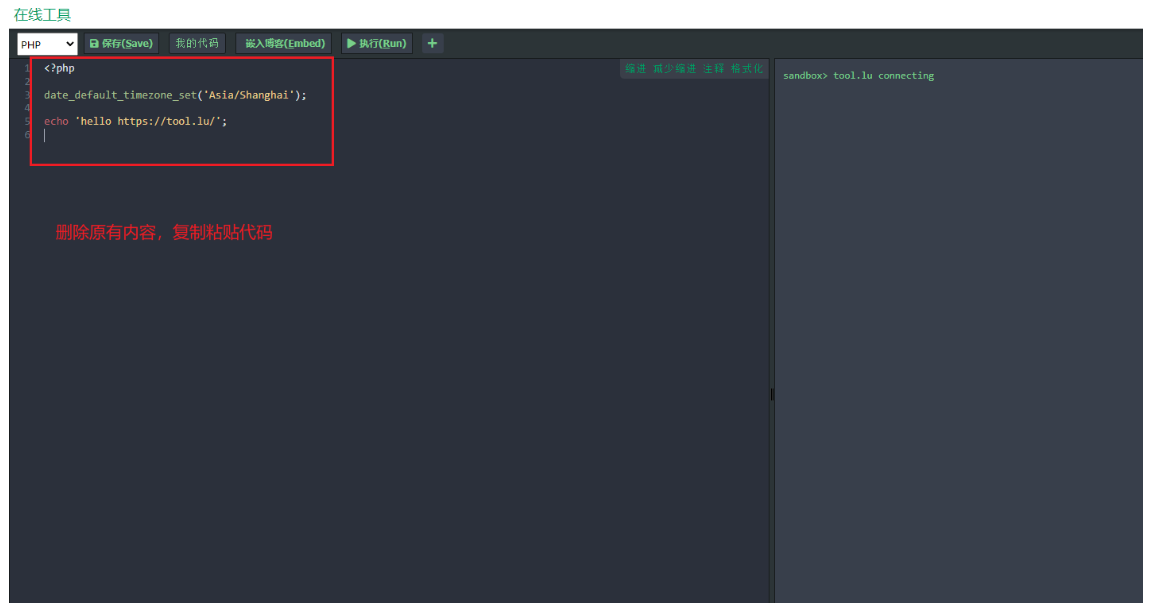 在线工具
PHP 保存(Save) 我的代码 嵌入博客(Embed) 执行(Run) +
1 <?php 缩进 减少缩进 注释 格式化
2
3 date_default_timezone_set('Asia/Shanghai');
4
5 echo 'hello https://tool.lu/';
6
sandbox> tool.lu connecting
删除原有内容，复制粘贴代码